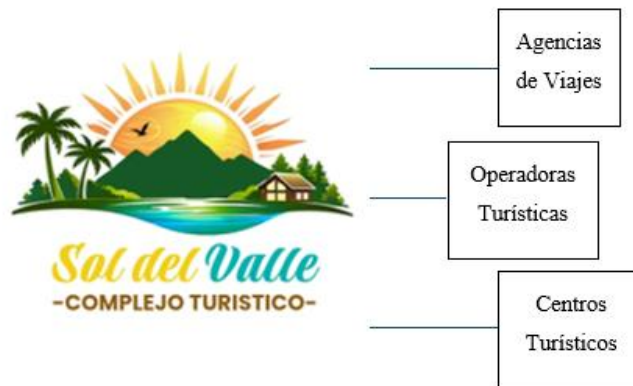 Agencias
de Viajes
Operadoras
Turísticas
Sol del Valle
-COMPLEJO TURISTICO-
Centros
Turísticos